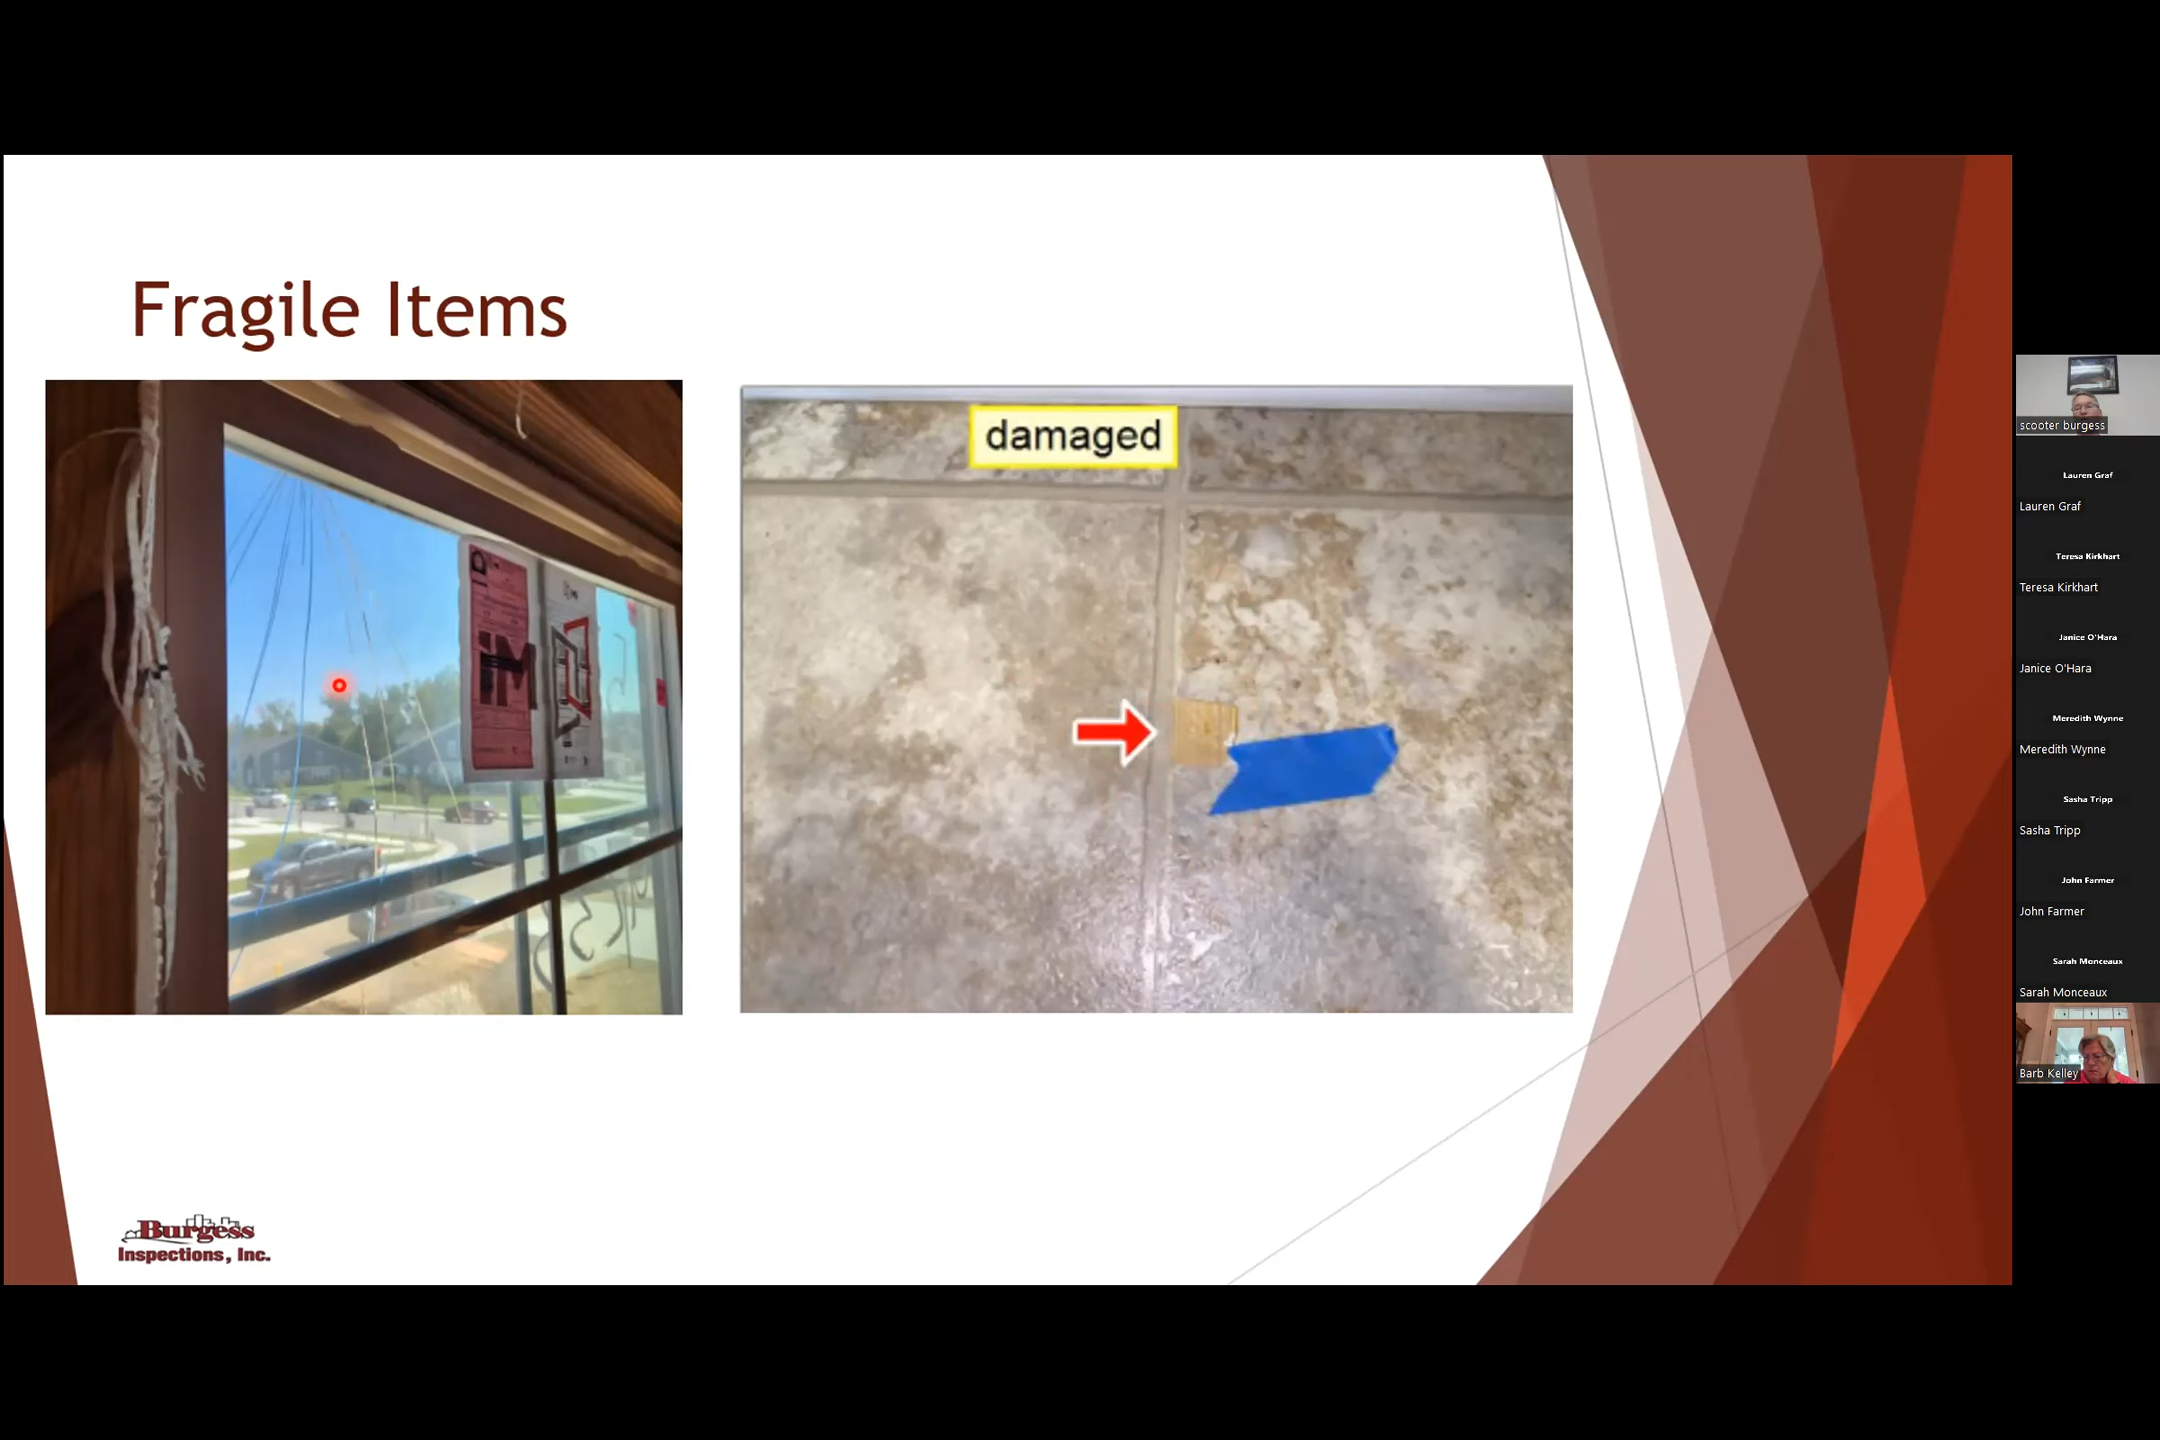 Fragile Items
damaged
Burgess
Inspections, Inc.
scooter burgess
Lauren Graf
Lauren Graf
Teresa Kirkhart
Teresa Kirkhart
Janice O'Hara
Janice O'Hara
Meredith Wynne
Meredith Wynne
Sasha Tripp
Sasha Tripp
John Farmer
John Farmer
Sarah Monceaux
Sarah Monceaux
Barb Kelley